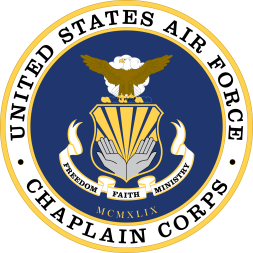 UNITED STATES AIR FORCE
FREEDOM FAITH MINISTRY
MCMXLIX
CHAPLAIN CORPS